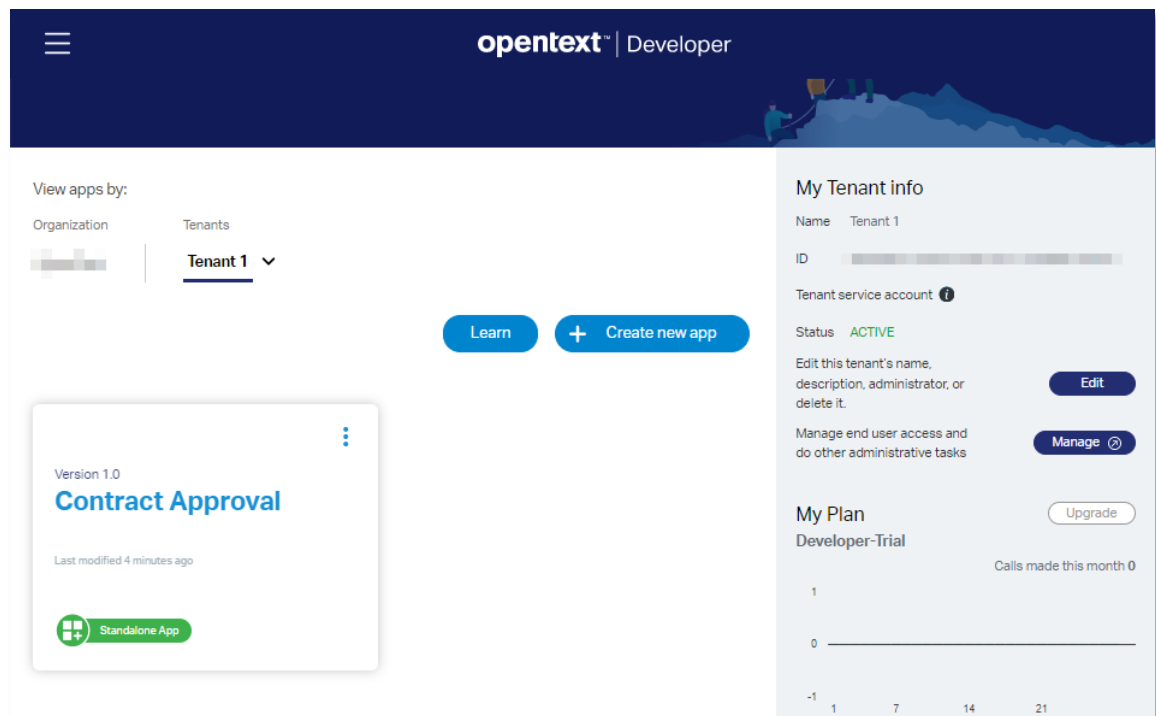 opentext™ | Developer
View apps by:
Organization
Tenants
Tenant 1
Learn
+ Create new app
Version 1.0
Contract Approval
Last modified 4 minutes ago
Standalone App
My Tenant info
Name Tenant 1
ID
Tenant service account i
Status ACTIVE
Edit this tenant's name,
description, administrator, or
delete it.
Edit
Manage end user access and
do other administrative tasks
Manage
My Plan
Upgrade
Developer-Trial
Calls made this month 0
1
0
-1
1 7 14 21